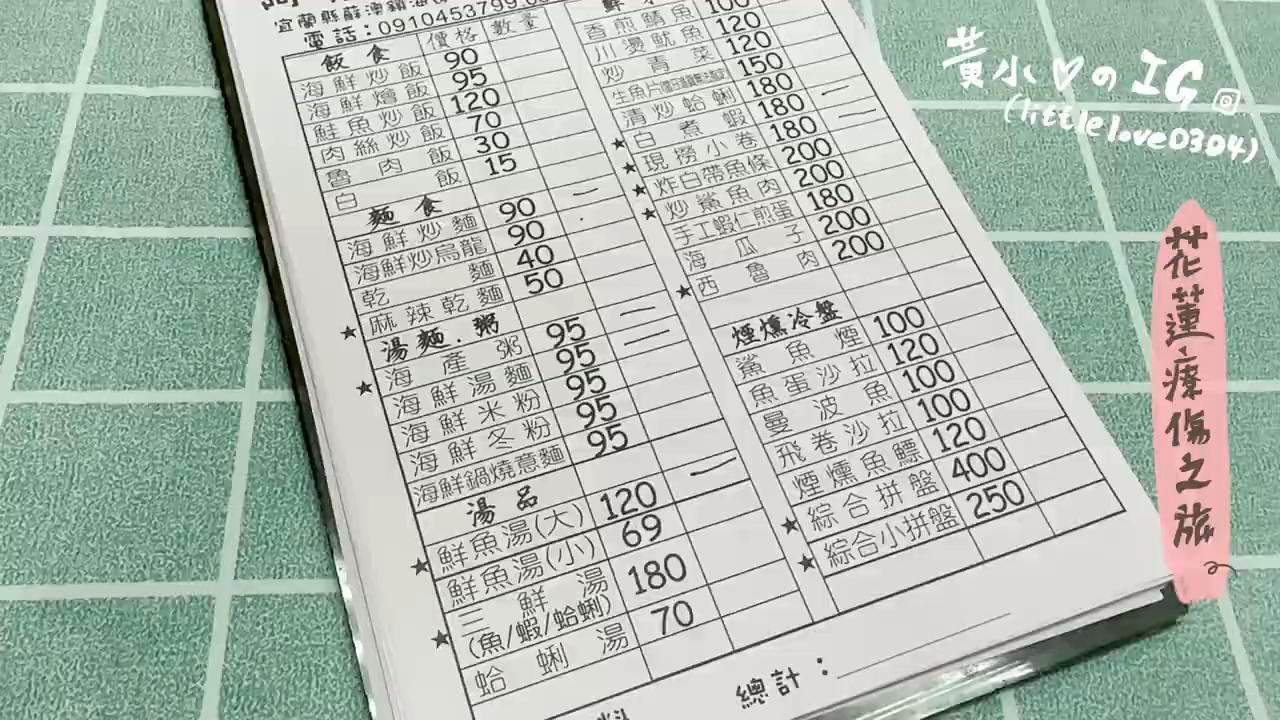 宜蘭縣蘇澳鎮
電話:0910453799
飯食 價格 數量
海鮮炒飯 90
海鮮燴飯 95
鮮魚炒飯 120
肉絲炒飯 70
魯肉飯 30
白飯 15
麵食
海鮮炒麵 90
海鮮炒烏龍 90
乾麵 40
★麻辣乾麵 50
湯麵.粥
★海產粥 95
海鮮湯麵 95
海鮮米粉 95
海鮮冬粉 95
海鮮鍋燒意麵 95
湯品
★鮮魚湯(大) 120
鮮魚湯(小) 69
★三鮮湯 180
(魚/蝦/蛤蜊)
蛤蜊湯 70
香煎鯖魚 100
川燙魷魚 120
炒青菜 120
生魚片 150
清炒蛤蜊 180
★白煮蝦 180
★現撈小卷 180
★炸白帶魚條 200
★炒鯊魚肉 200
手工蝦仁煎蛋 180
海瓜子 200
★西魯肉 200
煙燻冷盤
鯊魚煙 100
魚蛋沙拉 120
曼波魚 100
飛卷沙拉 100
煙燻魚鰾 120
★綜合拼盤 400
★綜合小拼盤 250
總計:
黃小♡のIG
(littlelove0304)
花蓮療傷之旅